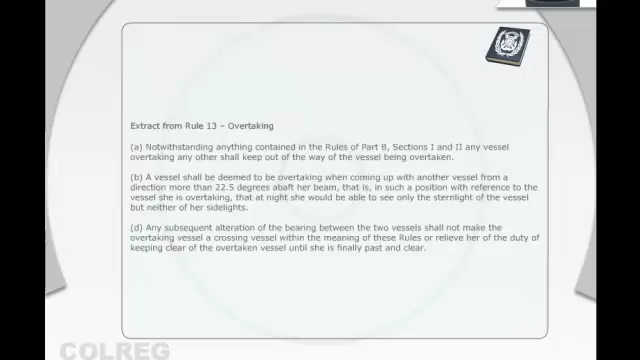 Extract from Rule 13 – Overtaking
(a) Notwithstanding anything contained in the Rules of Part B, Sections I and II any vessel
overtaking any other shall keep out of the way of the vessel being overtaken.
(b) A vessel shall be deemed to be overtaking when coming up with another vessel from a
direction more than 22.5 degrees abaft her beam, that is, in such a position with reference to the
vessel she is overtaking, that at night she would be able to see only the sternlight of the vessel
but neither of her sidelights.
(d) Any subsequent alteration of the bearing between the two vessels shall not make the
overtaking vessel a crossing vessel within the meaning of these Rules or relieve her of the duty of
keeping clear of the overtaken vessel until she is finally past and clear.
COLREG